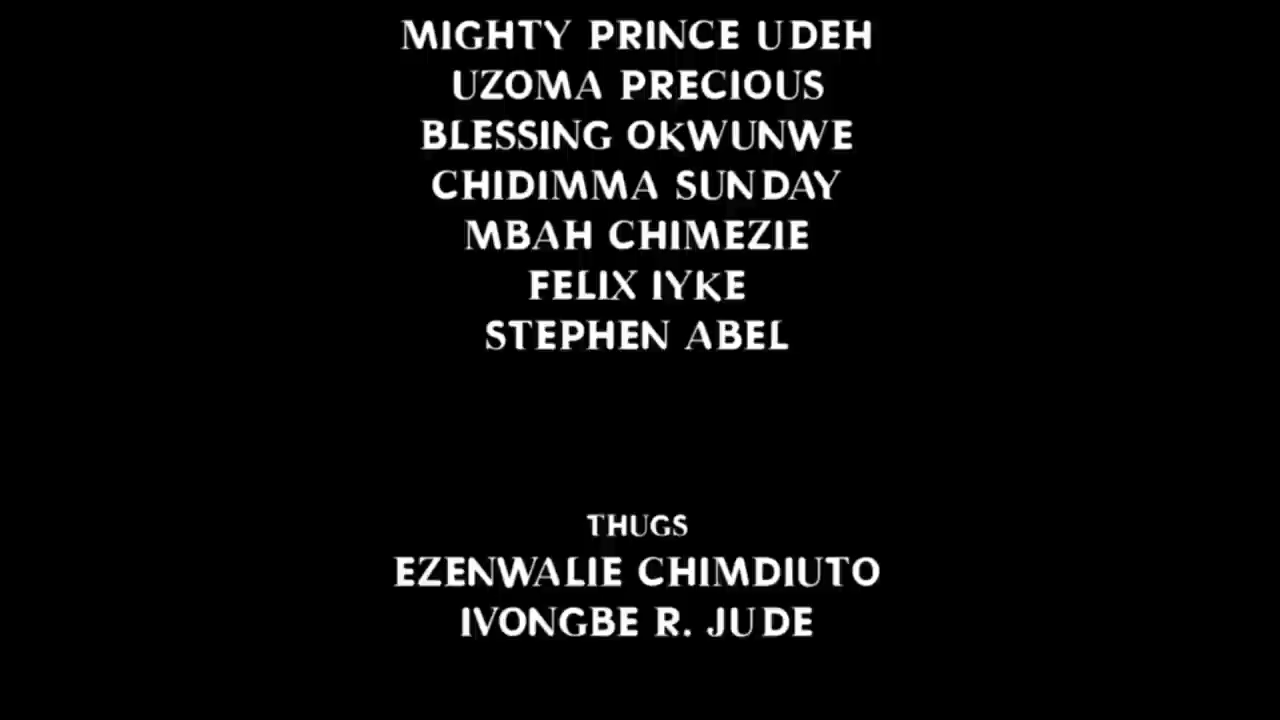 MIGHTY PRINCE UDEH
UZOMA PRECIOUS
BLESSING OKWUNWE
CHIDIMMA SUNDAY
MBAH CHIMEZIE
FELIX IYKE
STEPHEN ABEL
THUGS
EZENWALIE CHIMDIUTO
IVONGBE R. JUDE